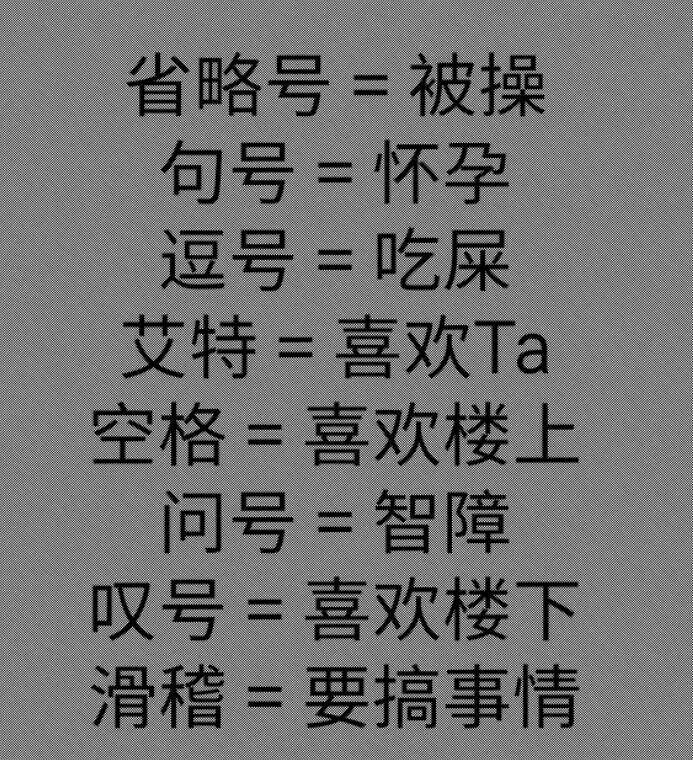 省略号 = 被操
句号 = 怀孕
逗号 = 吃屎
艾特 = 喜欢Ta
空格 = 喜欢楼上
问号 = 智障
叹号 = 喜欢楼下
滑稽 = 要搞事情